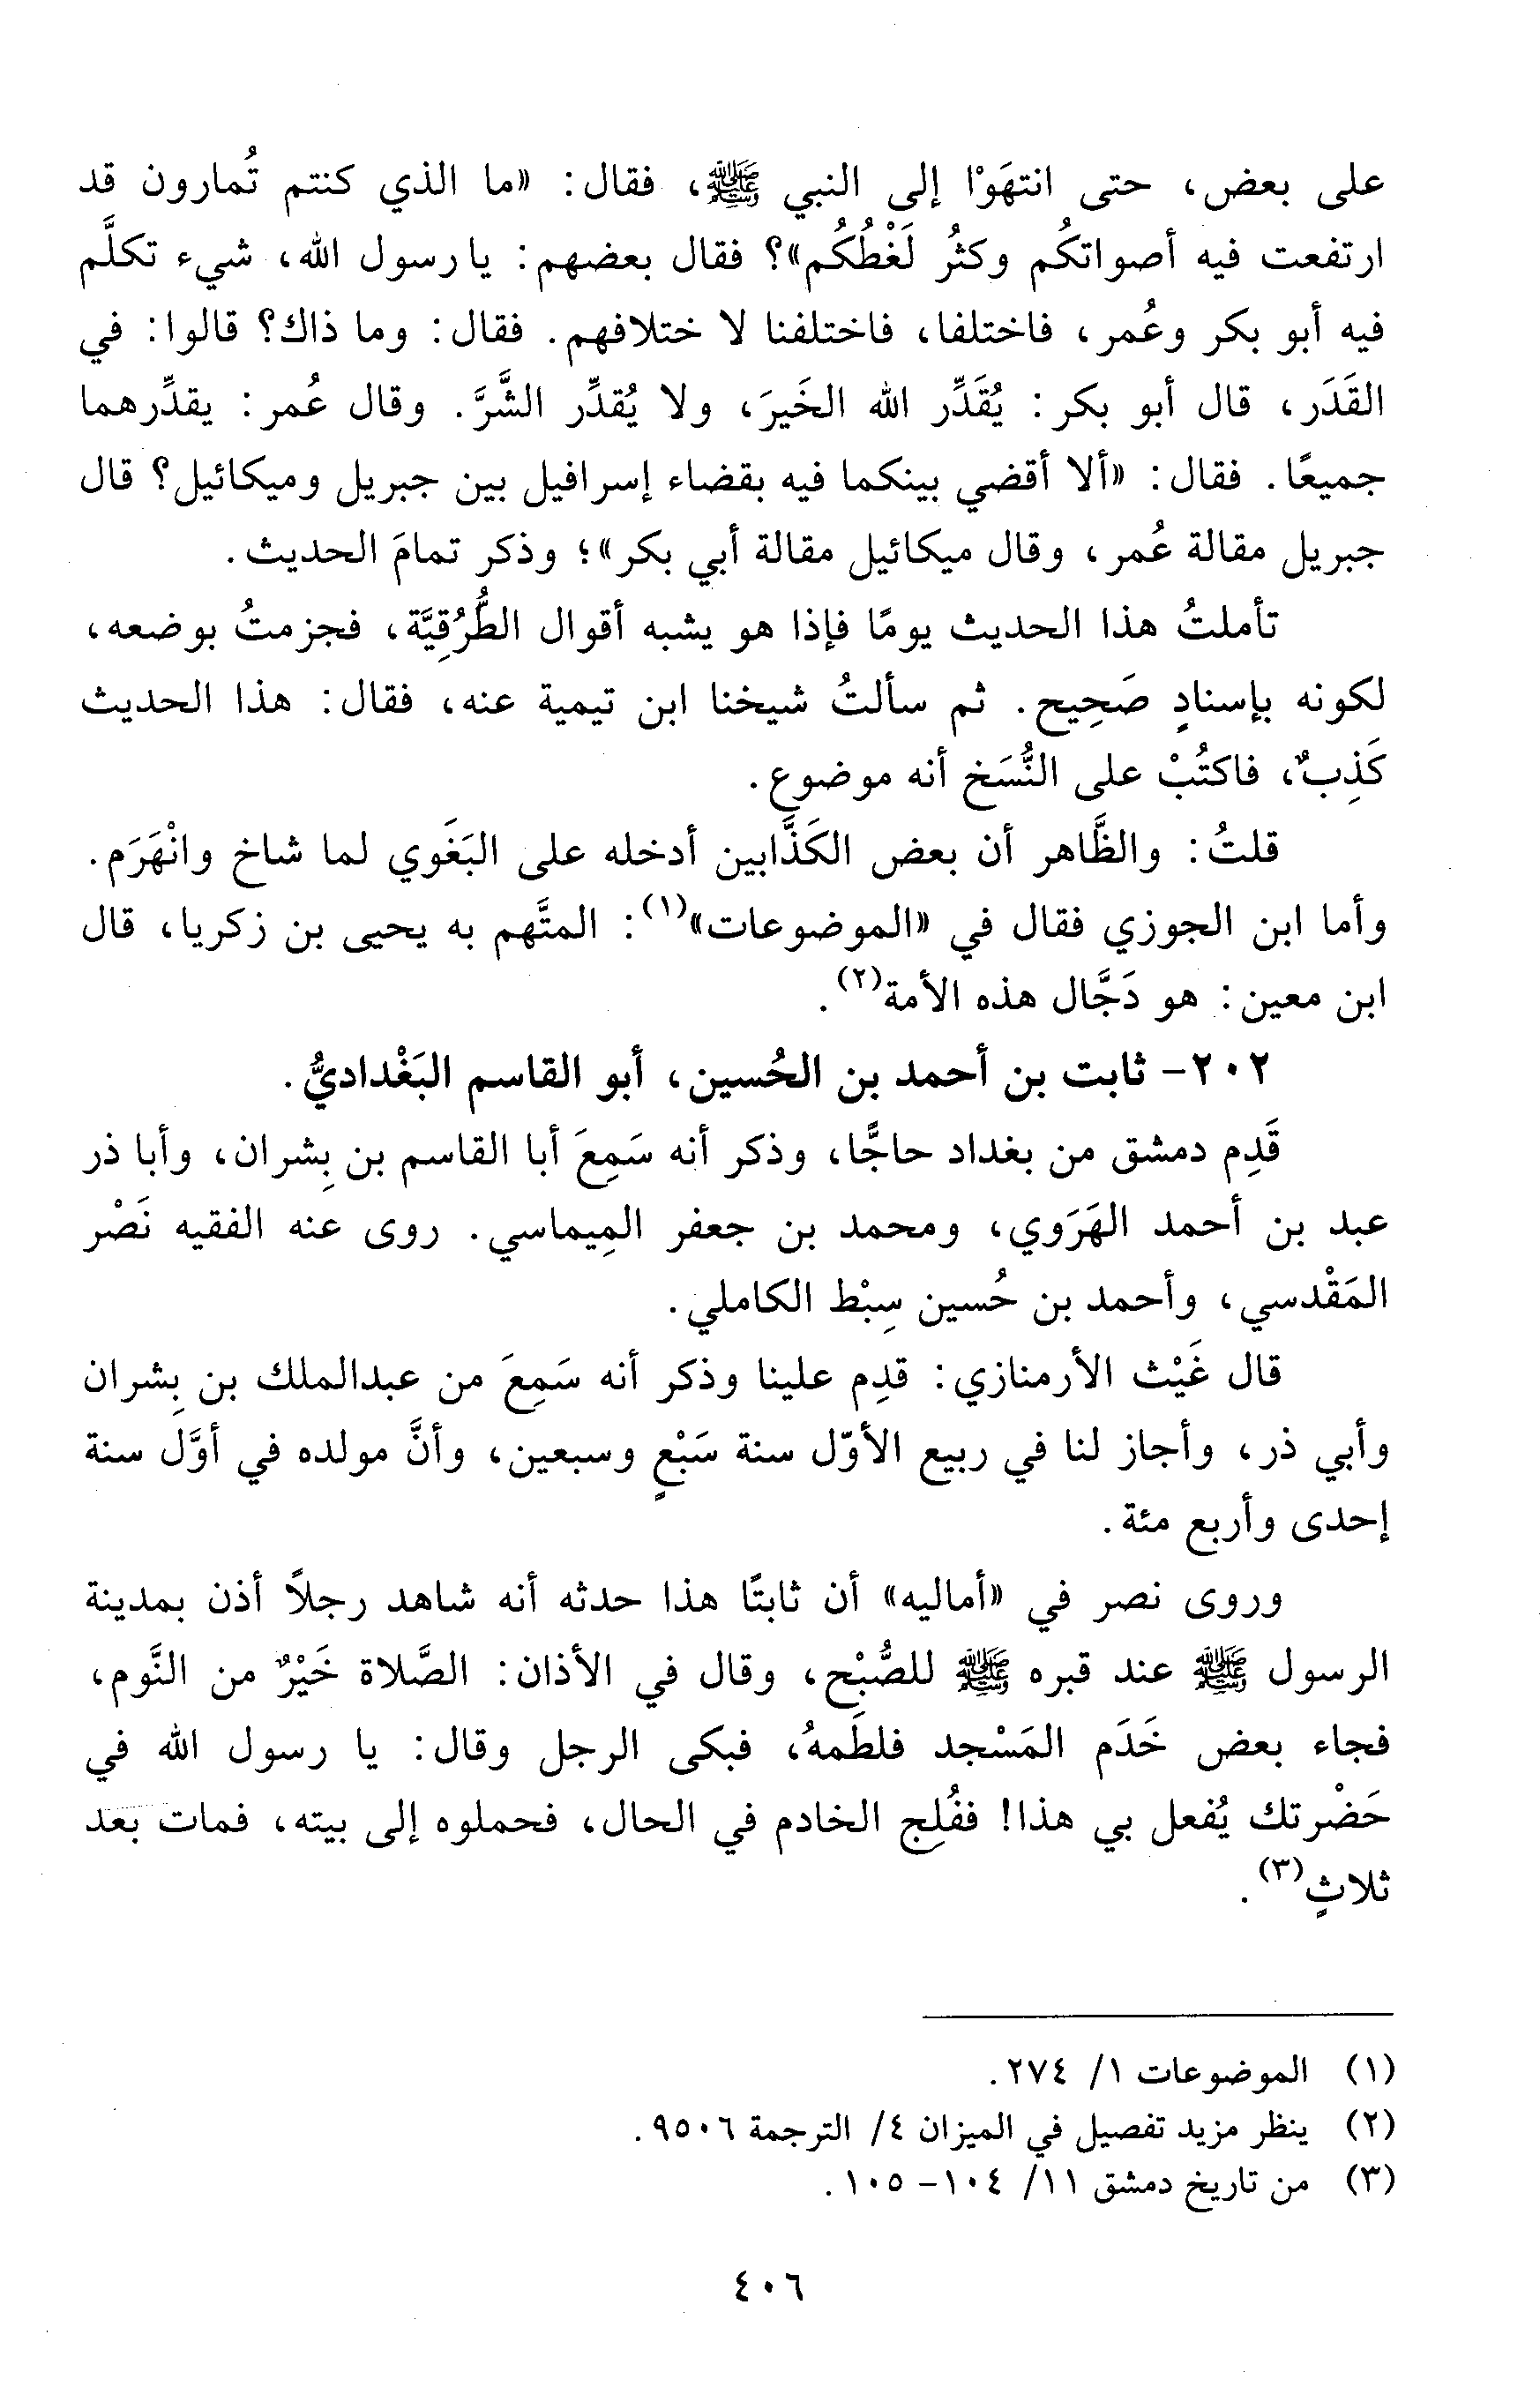 على بعض، حتى انتهَوْا إلى النبي ﷺ، فقال: «ما الذي كنتم تُمارون قد
ارتفعت فيه أصواتكُم وكثُر لَغْطُكُم»؟ فقال بعضهم: يا رسول الله، شيء تكلَّم
فيه أبو بكر وعُمر، فاختلفا، فاختلفنا لا ختلافهم. فقال: وما ذاك؟ قالوا: في
القَدَر، قال أبو بكر: يُقَدِّر الله الخَيرَ، ولا يُقدِّر الشَّرَّ. وقال عُمر: يقدِّرهما
جميعًا. فقال: «ألا أقضي بينكما فيه بقضاء إسرافيل بين جبريل وميكائيل؟ قال
جبريل مقالة عُمر، وقال ميكائيل مقالة أبي بكر»؛ وذكر تمامَ الحديث.
تأملتُ هذا الحديث يومًا فإذا هو يشبه أقوال الطُّرُقِيَّة، فجزمتُ بوضعه،
لكونه بإسنادٍ صَحِيح. ثم سألتُ شيخنا ابن تيمية عنه، فقال: هذا الحديث
كَذِبٌ، فاكتُبْ على النُّسَخ أنه موضوع.
قلتُ: والظَّاهر أن بعض الكَذَّابين أدخله على البَغَوي لما شاخ وانْهَرَم.
وأما ابن الجوزي فقال في «الموضوعات»(١): المتَّهم به يحيى بن زكريا، قال
ابن معين: هو دَجَّال هذه الأمة(٢).
٢٠٢- ثابت بن أحمد بن الحُسين، أبو القاسم البَغْداديُّ.
قَدِم دمشق من بغداد حاجًّا، وذكر أنه سَمِعَ أبا القاسم بن بِشران، وأبا ذر
عبد بن أحمد الهَرَوي، ومحمد بن جعفر المِيماسي. روى عنه الفقيه نَصْر
المَقْدسي، وأحمد بن حُسين سِبْط الكاملي.
قال غَيْث الأرمنازي: قدِم علينا وذكر أنه سَمِعَ من عبدالملك بن بِشران
وأبي ذر، وأجاز لنا في ربيع الأوّل سنة سَبْعٍ وسبعين، وأنَّ مولده في أوَّل سنة
إحدى وأربع مئة.
وروى نصر في «أماليه» أن ثابتًا هذا حدثه أنه شاهد رجلاً أذن بمدينة
الرسول ﷺ عند قبره ﷺ للصُّبْح، وقال في الأذان: الصَّلاة خَيْرٌ من النَّوم،
فجاء بعض خَدَم المَسْجد فلطَمهُ، فبكى الرجل وقال: يا رسول الله في
حَضْرتك يُفعل بي هذا! ففُلِج الخادم في الحال، فحملوه إلى بيته، فمات بعد
ثلاثٍ(٣).
(١) الموضوعات ١/ ٢٧٤.
(٢) ينظر مزيد تفصيل في الميزان ٤/ الترجمة ٩٥٠٦.
(٣) من تاريخ دمشق ١١/ ١٠٤- ١٠٥.
٤٠٦